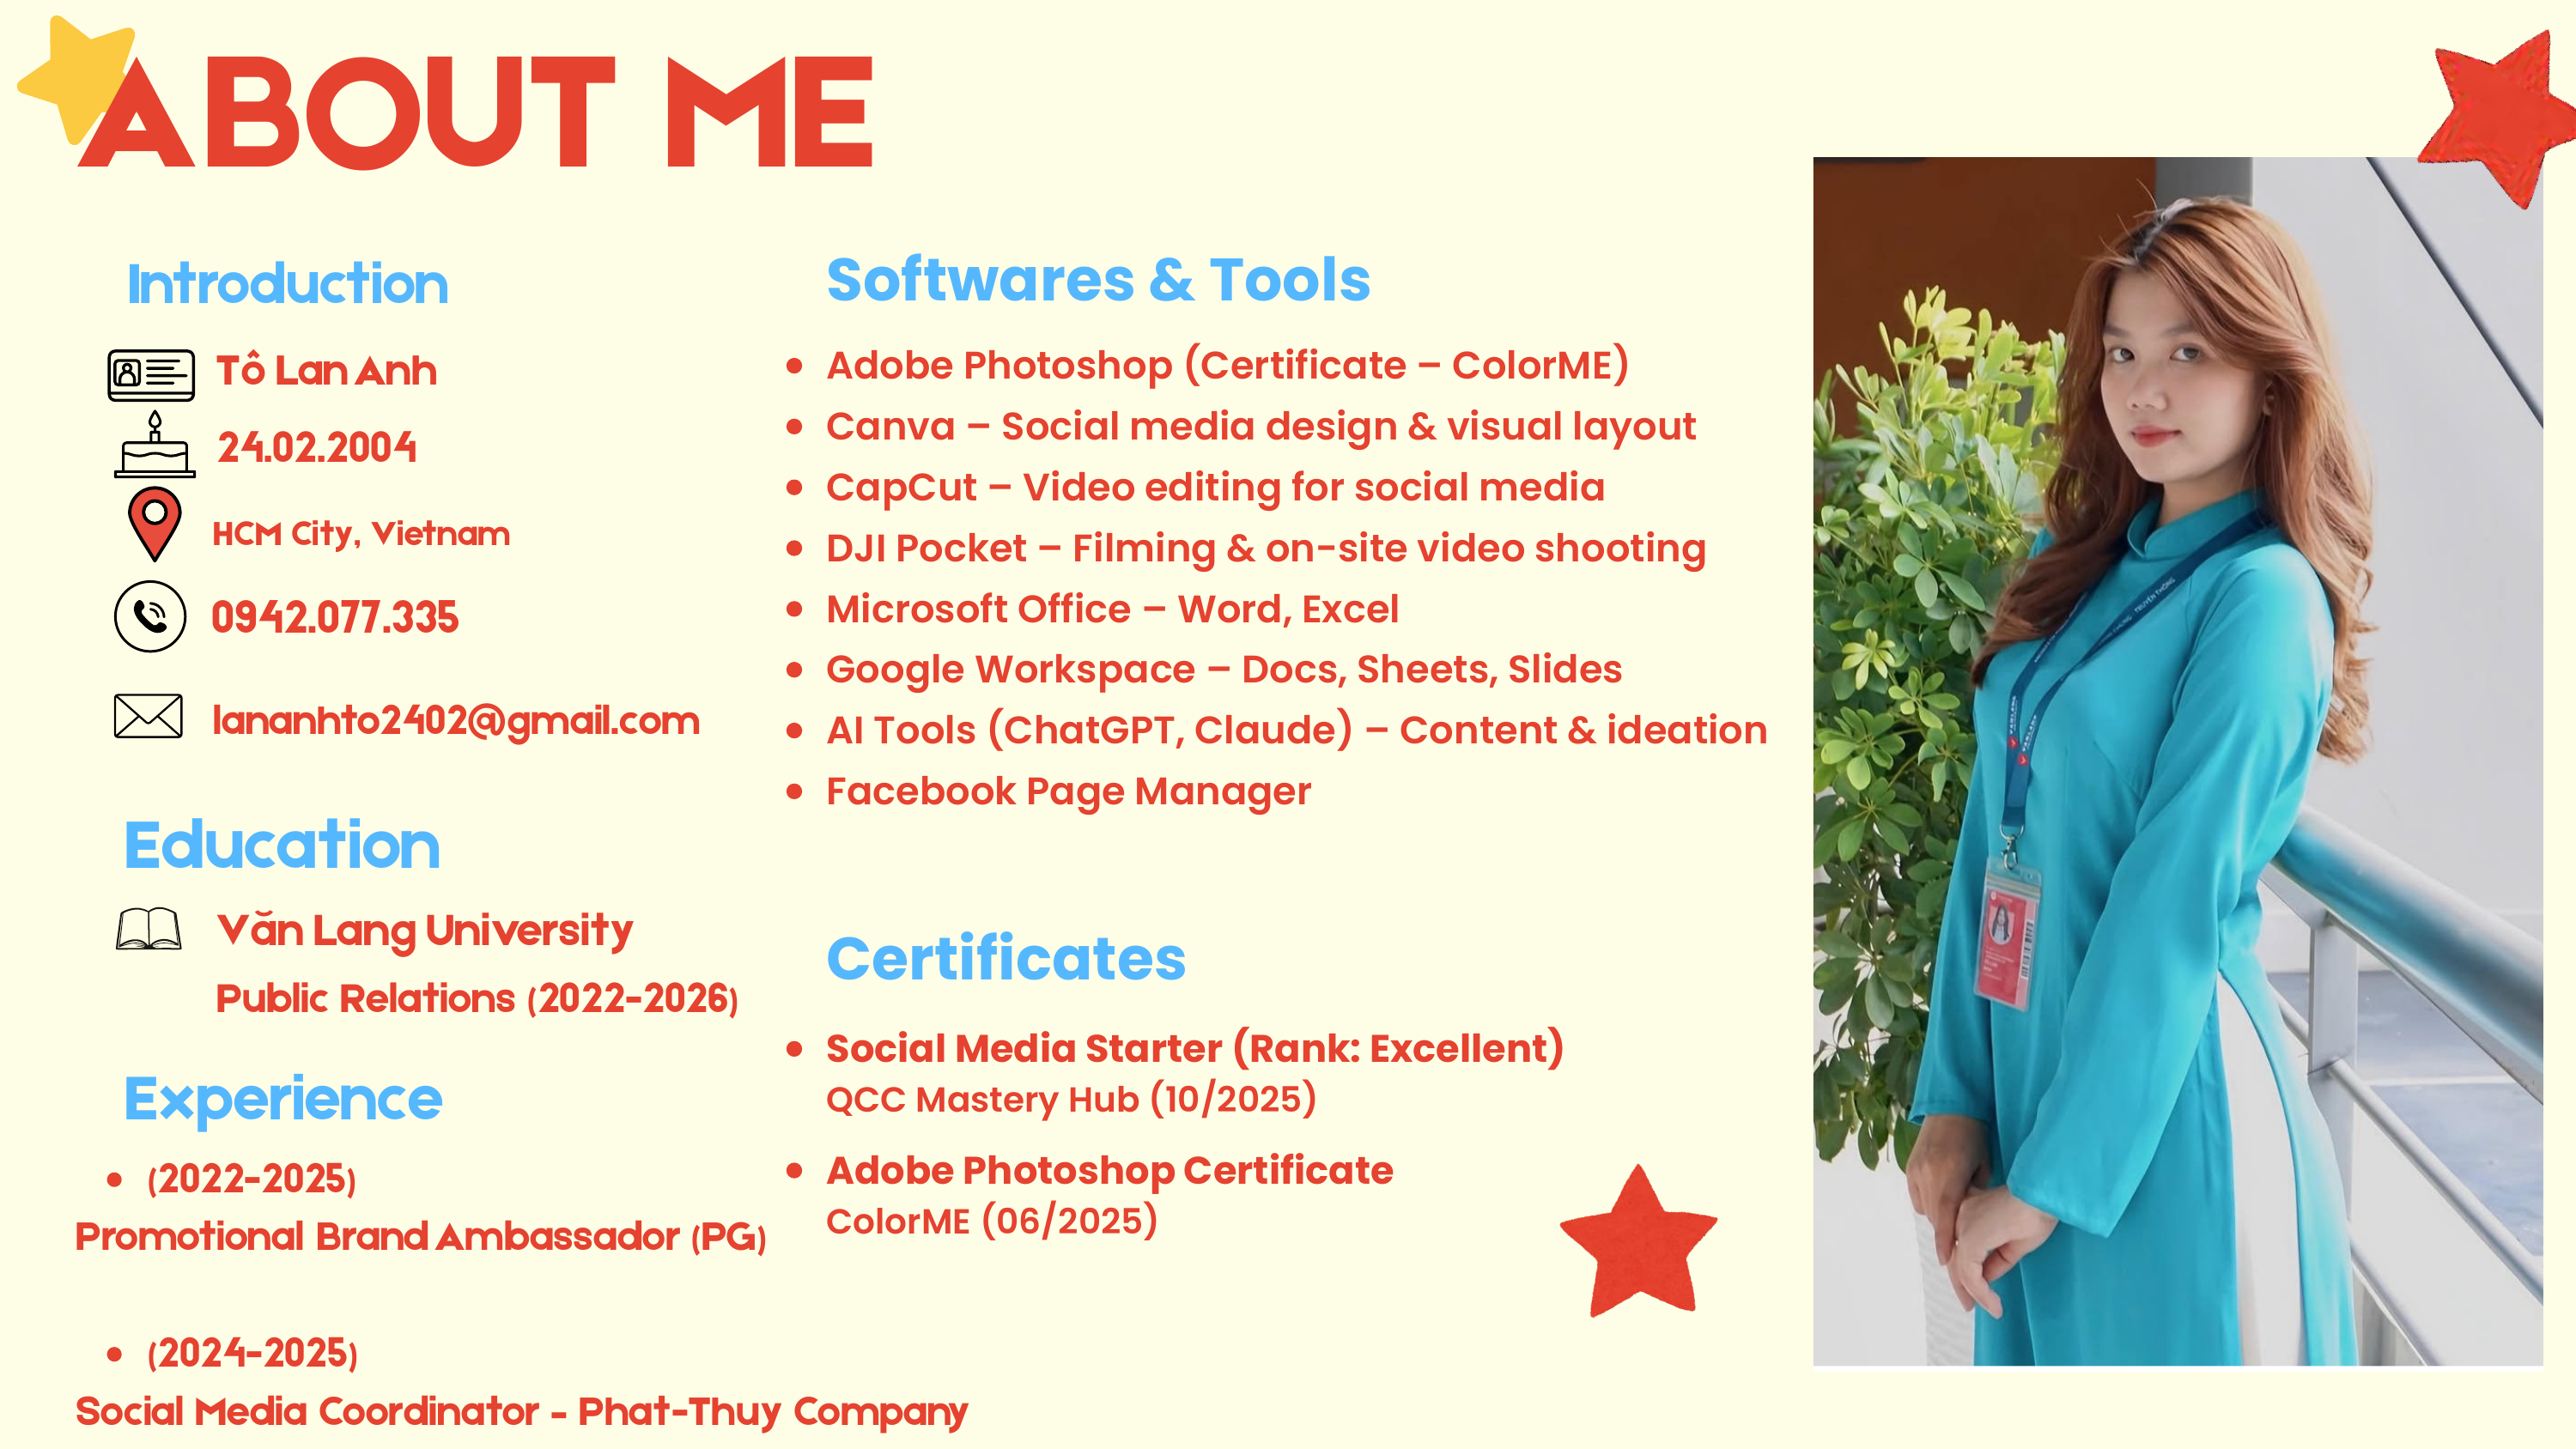 ABOUT ME
Introduction
Tô Lan Anh
24.02.2004
HCM City, Vietnam
0942.077.335
lananhto2402@gmail.com
Education
Văn Lang University
Public Relations (2022-2026)
Experience
• (2022-2025)
Promotional Brand Ambassador (PG)
• (2024-2025)
Social Media Coordinator - Phat-Thuy Company
Softwares & Tools
• Adobe Photoshop (Certificate – ColorME)
• Canva – Social media design & visual layout
• CapCut – Video editing for social media
• DJI Pocket – Filming & on-site video shooting
• Microsoft Office – Word, Excel
• Google Workspace – Docs, Sheets, Slides
• AI Tools (ChatGPT, Claude) – Content & ideation
• Facebook Page Manager
Certificates
• Social Media Starter (Rank: Excellent)
QCC Mastery Hub (10/2025)
• Adobe Photoshop Certificate
ColorME (06/2025)